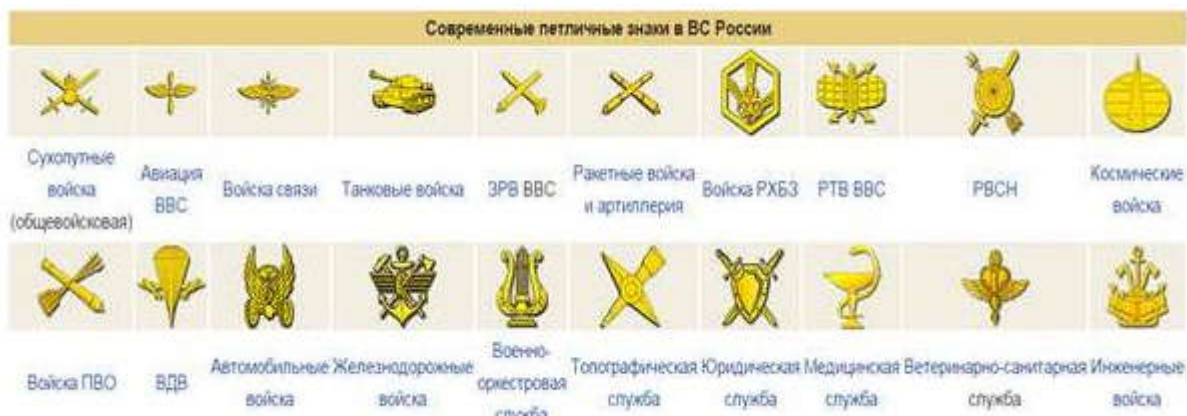 Современные петличные знаки в ВС России
Сухопутные войска (общевойсковая)
Авиация ВВС
Войска связи
Танковые войска
ЗРВ ВВС
Ракетные войска и артиллерия
Войска РХБЗ
РТВ ВВС
РВСН
Космические войска
Войска ПВО
ВДВ
Автомобильные войска
Железнодорожные войска
Военно-оркестровая служба
Топографическая служба
Юридическая служба
Медицинская служба
Ветеринарно-санитарная служба
Инженерные войска